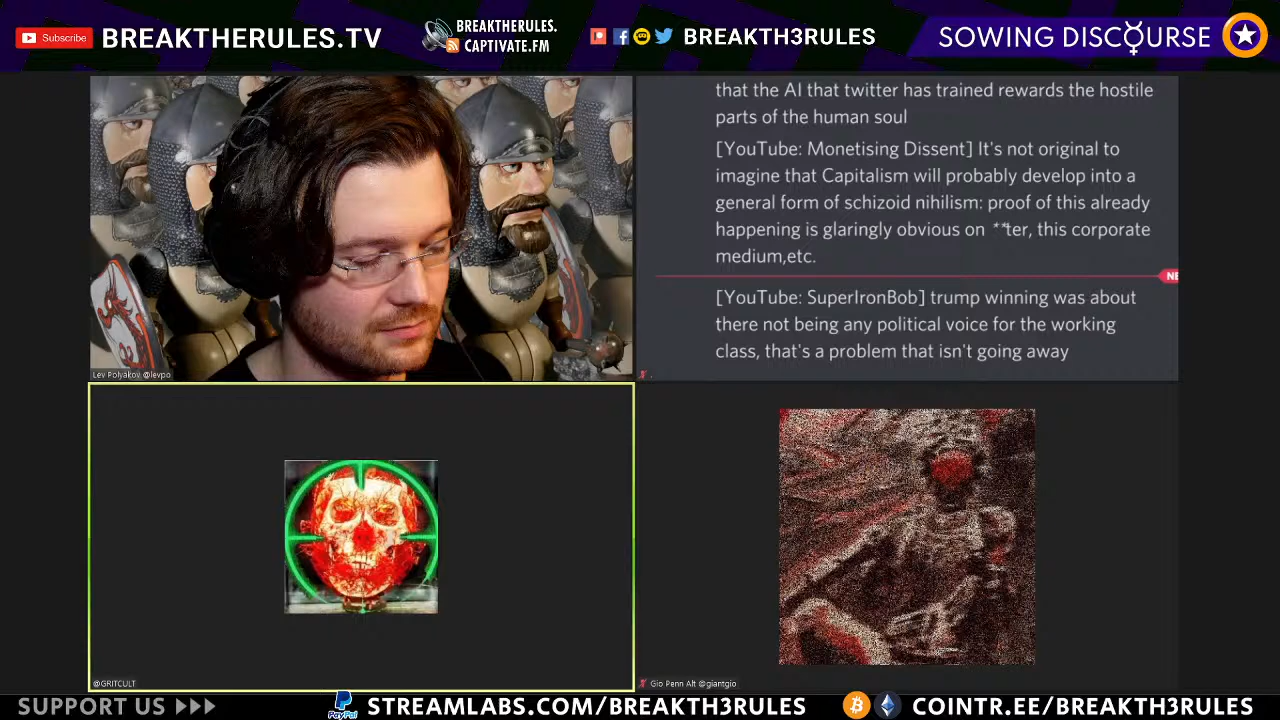 Subscribe
BREAKTHERULES.TV
BREAKTHERULES.
CAPTIVATE.FM
BREAKTH3RULES
SOWING DISCOURSE
that the AI that twitter has trained rewards the hostile
parts of the human soul
[YouTube: Monetising Dissent] It's not original to
imagine that Capitalism will probably develop into a
general form of schizoid nihilism: proof of this already
happening is glaringly obvious on **ter, this corporate
medium,etc.
NE
[YouTube: SuperIronBob] trump winning was about
there not being any political voice for the working
class, that's a problem that isn't going away
Lev Polyakov @levpo
.
@GRITCULT
Gio Penn Alt @giantgio
SUPPORT US >>>
PayPal
STREAMLABS.COM/BREAKTH3RULES
COINTR.EE/BREAKTH3RULES